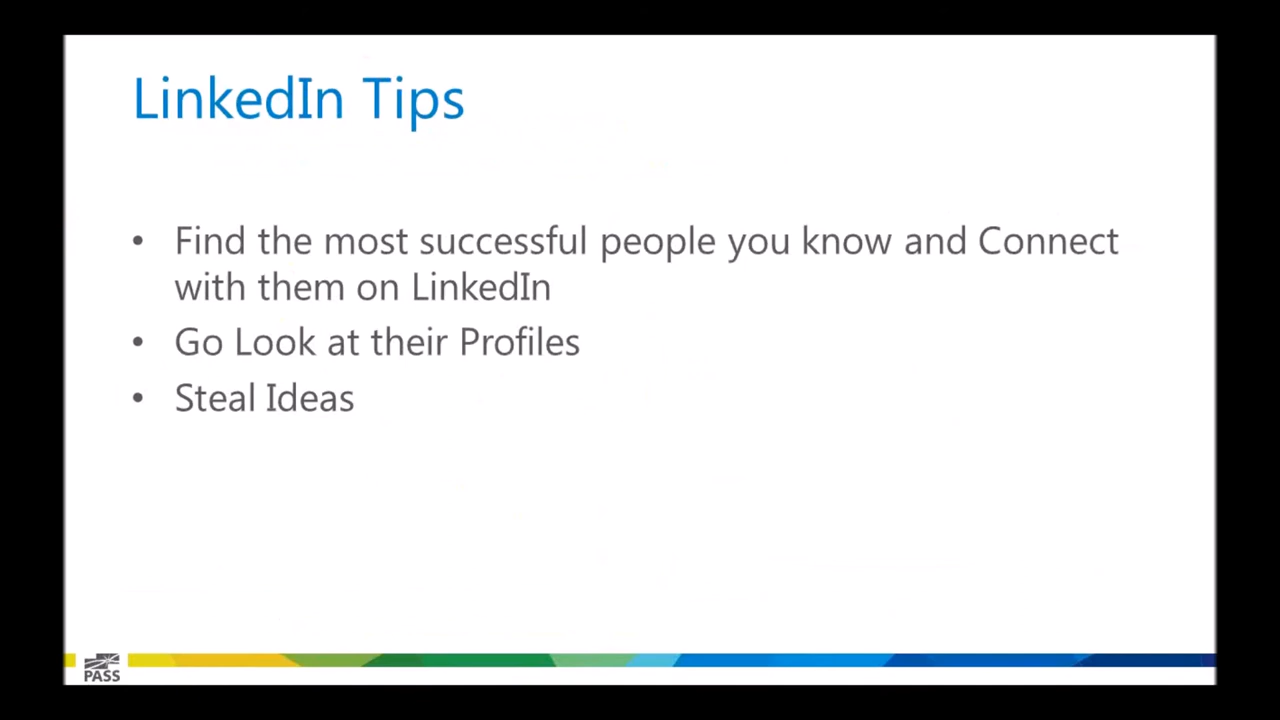 LinkedIn Tips
• Find the most successful people you know and Connect
with them on LinkedIn
• Go Look at their Profiles
• Steal Ideas
PASS